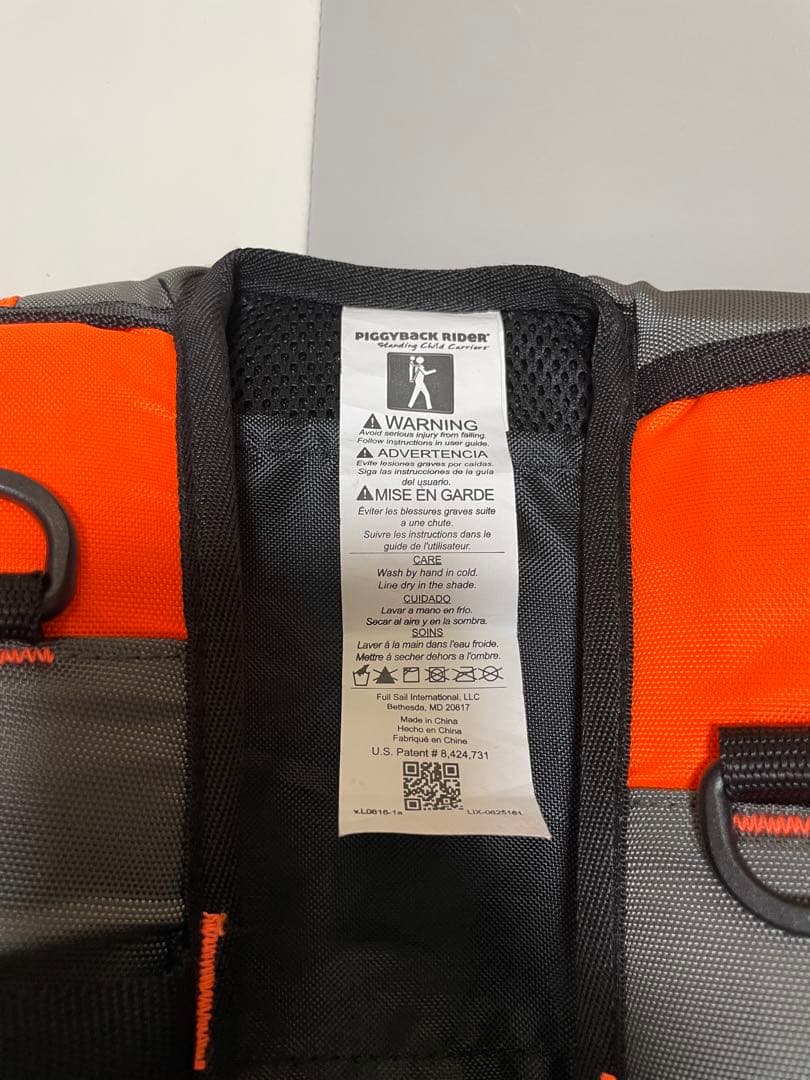 PIGGYBACK RIDER®
Standing Child Carriers
WARNING
Avoid serious injury from falling.
Follow instructions in user guide.
ADVERTENCIA
Evite lesiones graves por caídas.
Siga las instrucciones de la guía
del usuario.
MISE EN GARDE
Éviter les blessures graves suite
a une chute.
Suivre les instructions dans le
guide de l'utilisateur.
CARE
Wash by hand in cold.
Line dry in the shade.
CUIDADO
Lavar a mano en frío.
Secar al aire y en la sombra.
SOINS
Laver à la main dans l'eau froide.
Mettre à secher dehors a l'ombre.
Full Sail International, LLC
Bethesda, MD 20817
Made in China
Hecho en China
Fabriqué en Chine
U.S. Patent # 8,424,731
v.L0616-1a LIX-0625161